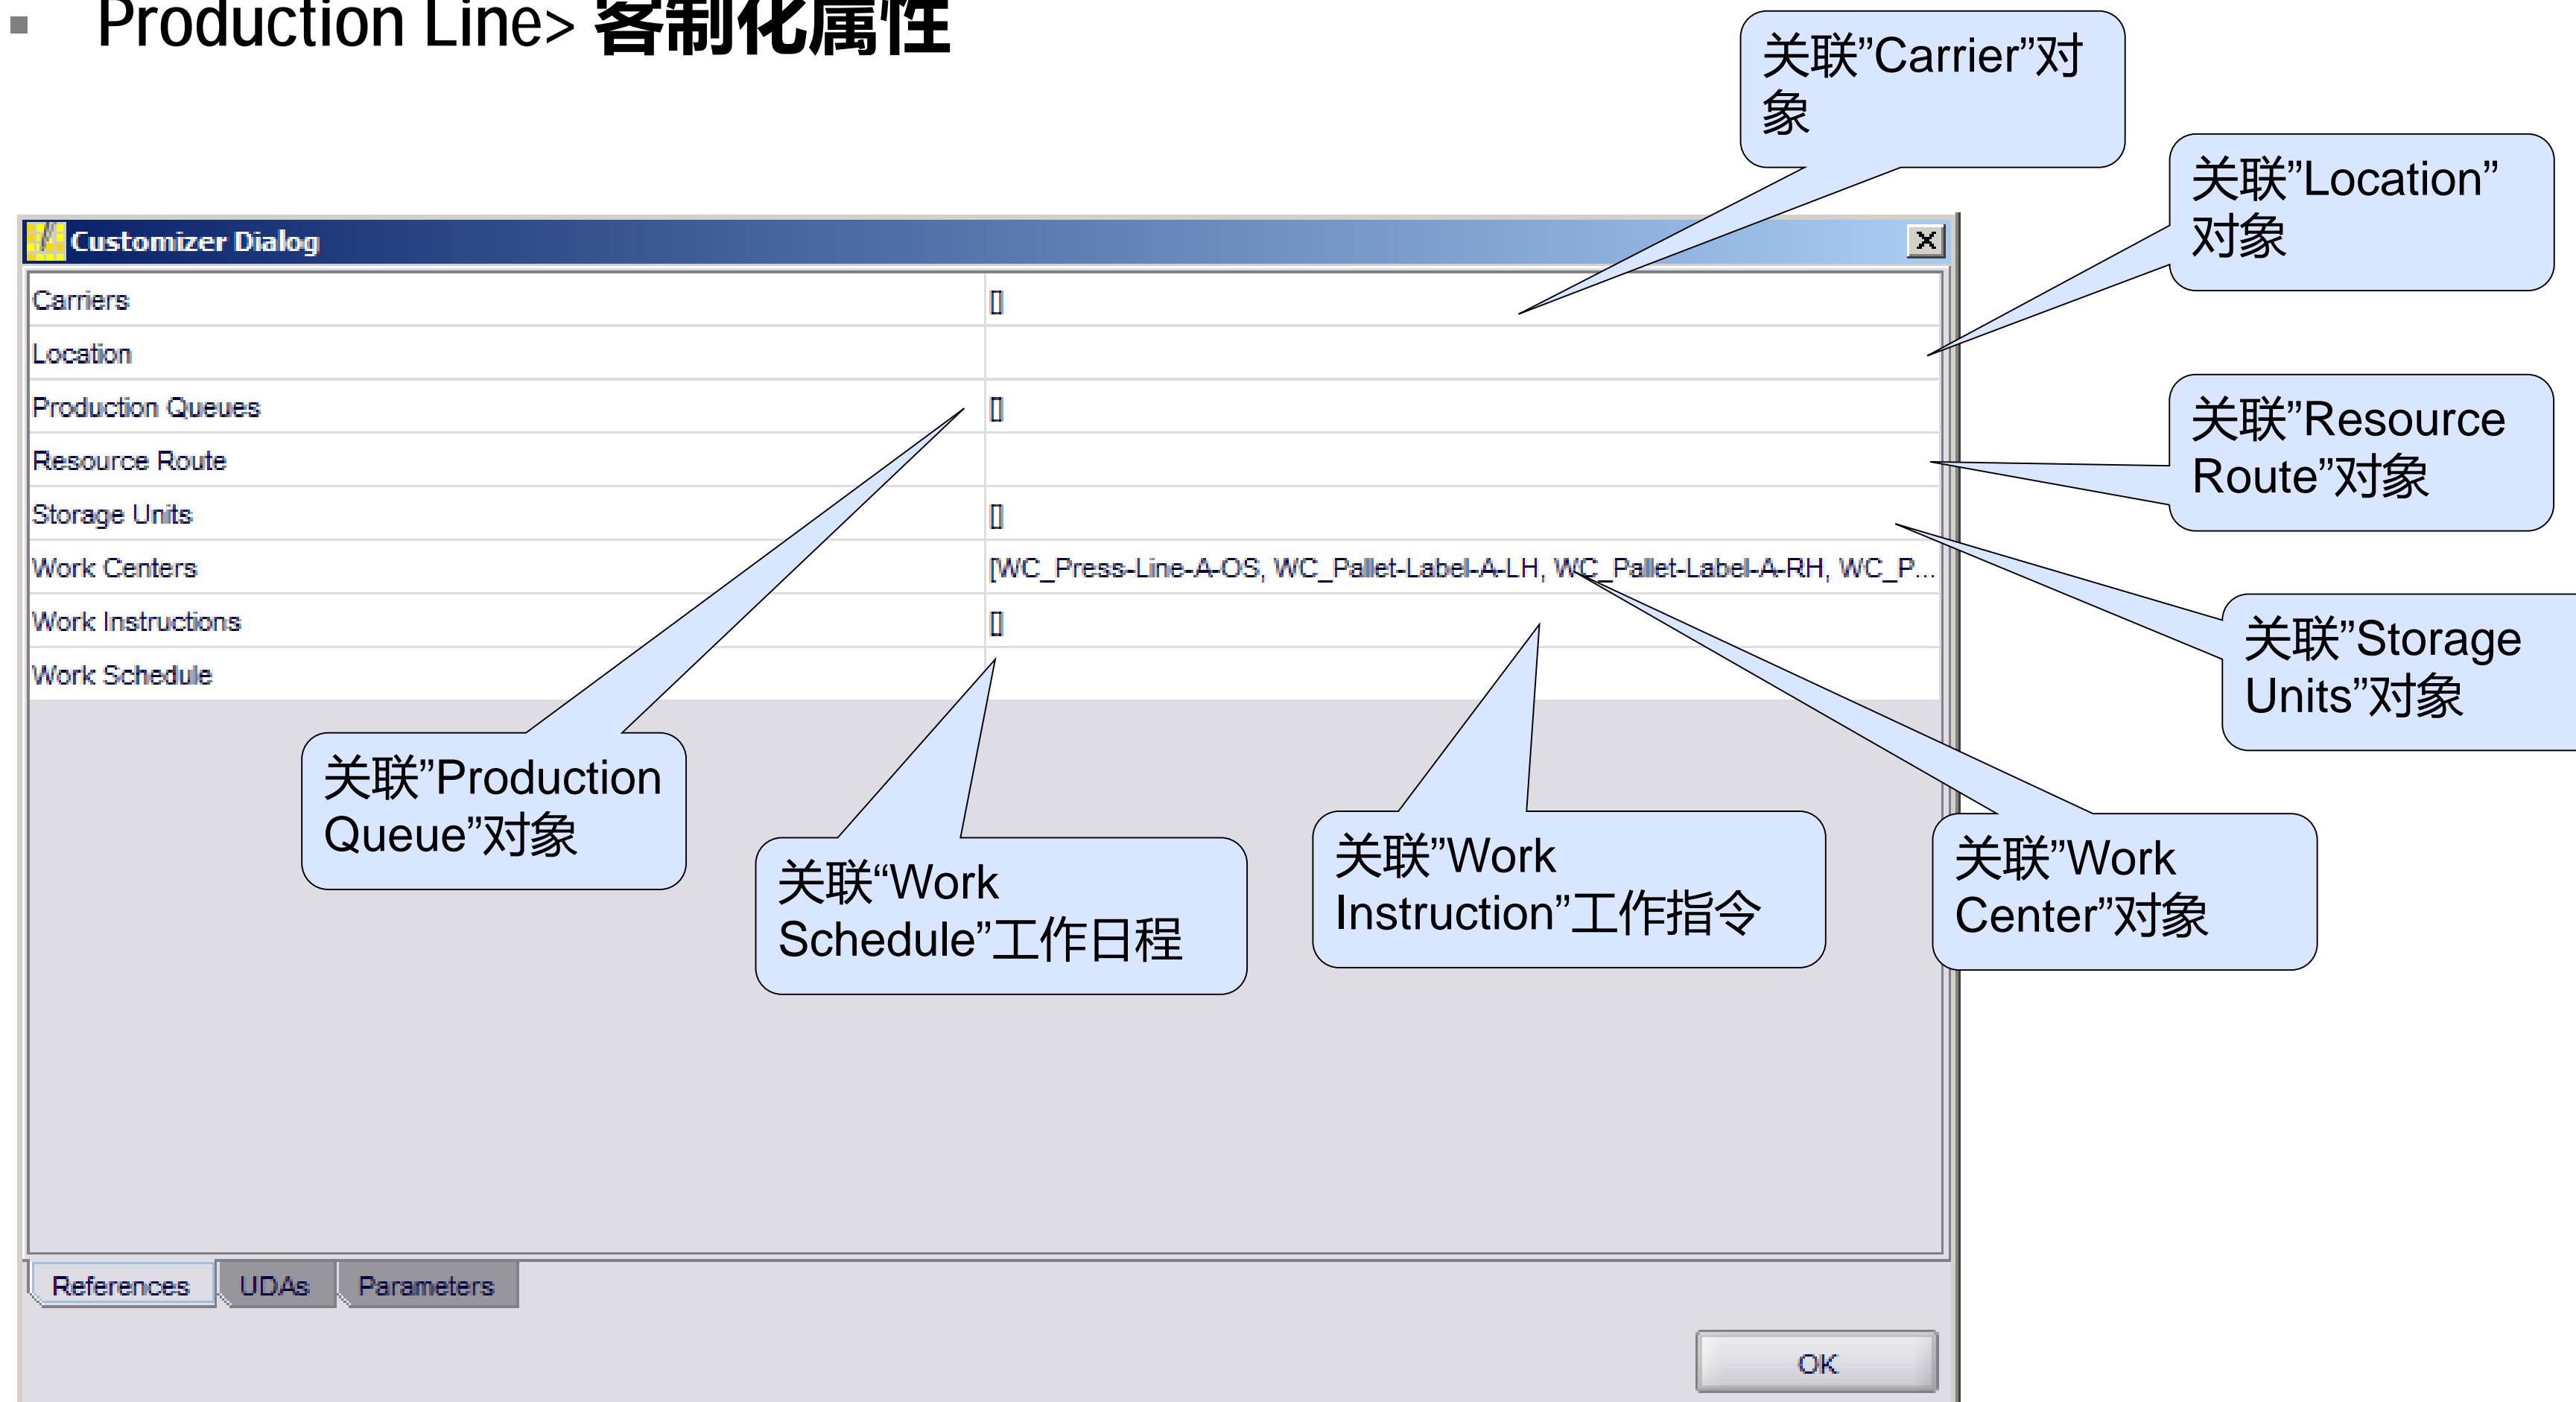 ▪ Production Line> 客制化属性
关联”Carrier”对
象
关联”Location”
对象
Customizer Dialog
Carriers []
Location
Production Queues []
关联”Resource
Route”对象
Resource Route
Storage Units []
Work Centers [WC_Press-Line-A-OS, WC_Pallet-Label-A-LH, WC_Pallet-Label-A-RH, WC_P...
Work Instructions []
关联”Storage
Units”对象
Work Schedule
关联”Production
Queue”对象
关联“Work
Schedule”工作日程
关联”Work
Instruction”工作指令
关联”Work
Center”对象
References UDAs Parameters
OK